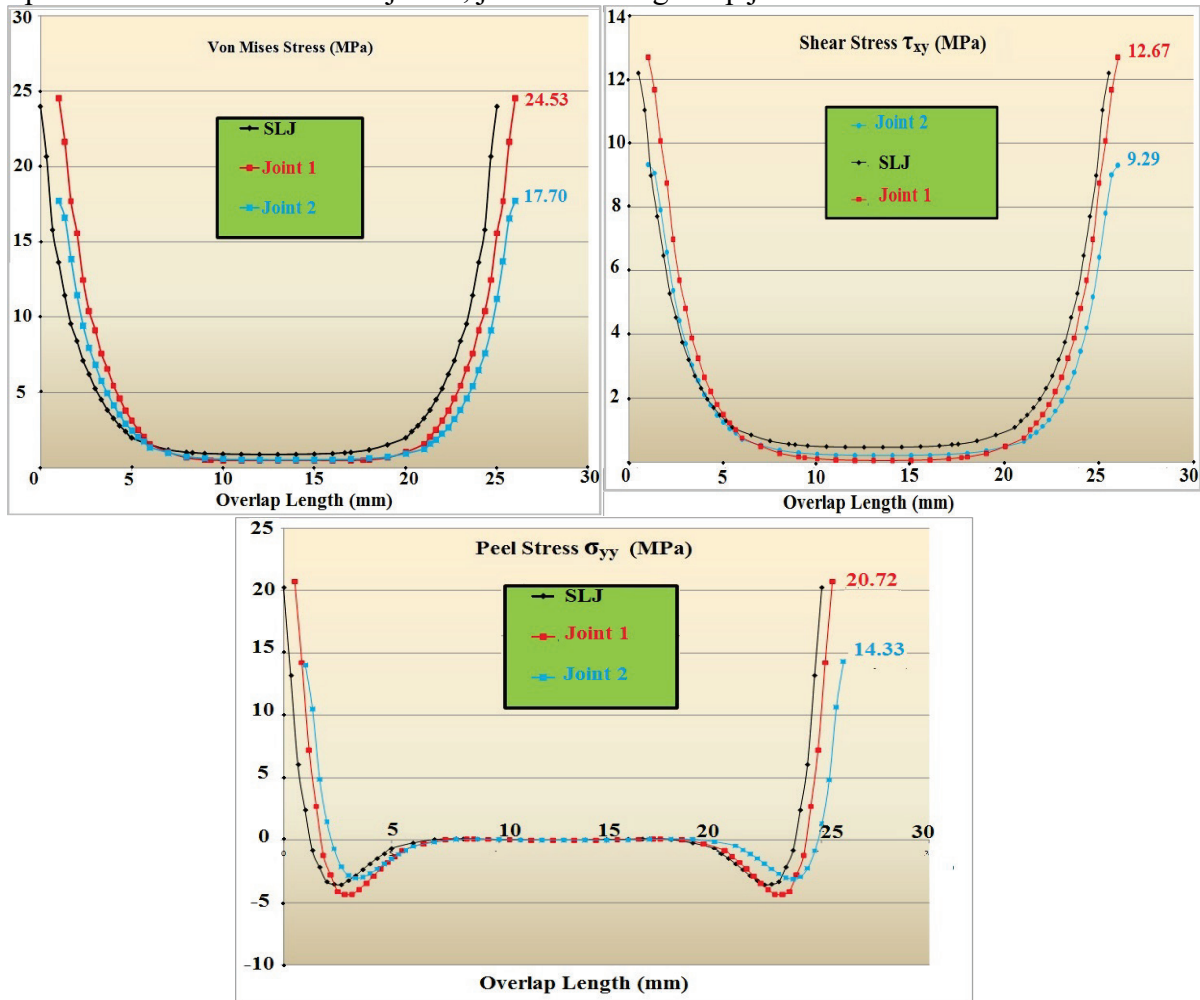 30
Von Mises Stress (MPa)
25
24.53
SLJ
20
Joint 1
17.70
Joint 2
15
10
5
0 5 10 15 20 25 30
Overlap Length (mm)
14
Shear Stress τxy (MPa)
12.67
12
Joint 2
10
SLJ
9.29
Joint 1
8
6
4
2
0 5 10 15 20 25 30
Overlap Length (mm)
25
Peel Stress σyy (MPa)
20
20.72
SLJ
Joint 1
15
14.33
Joint 2
10
5
0 5 10 15 20 25 30
-5
-10
Overlap Length (mm)